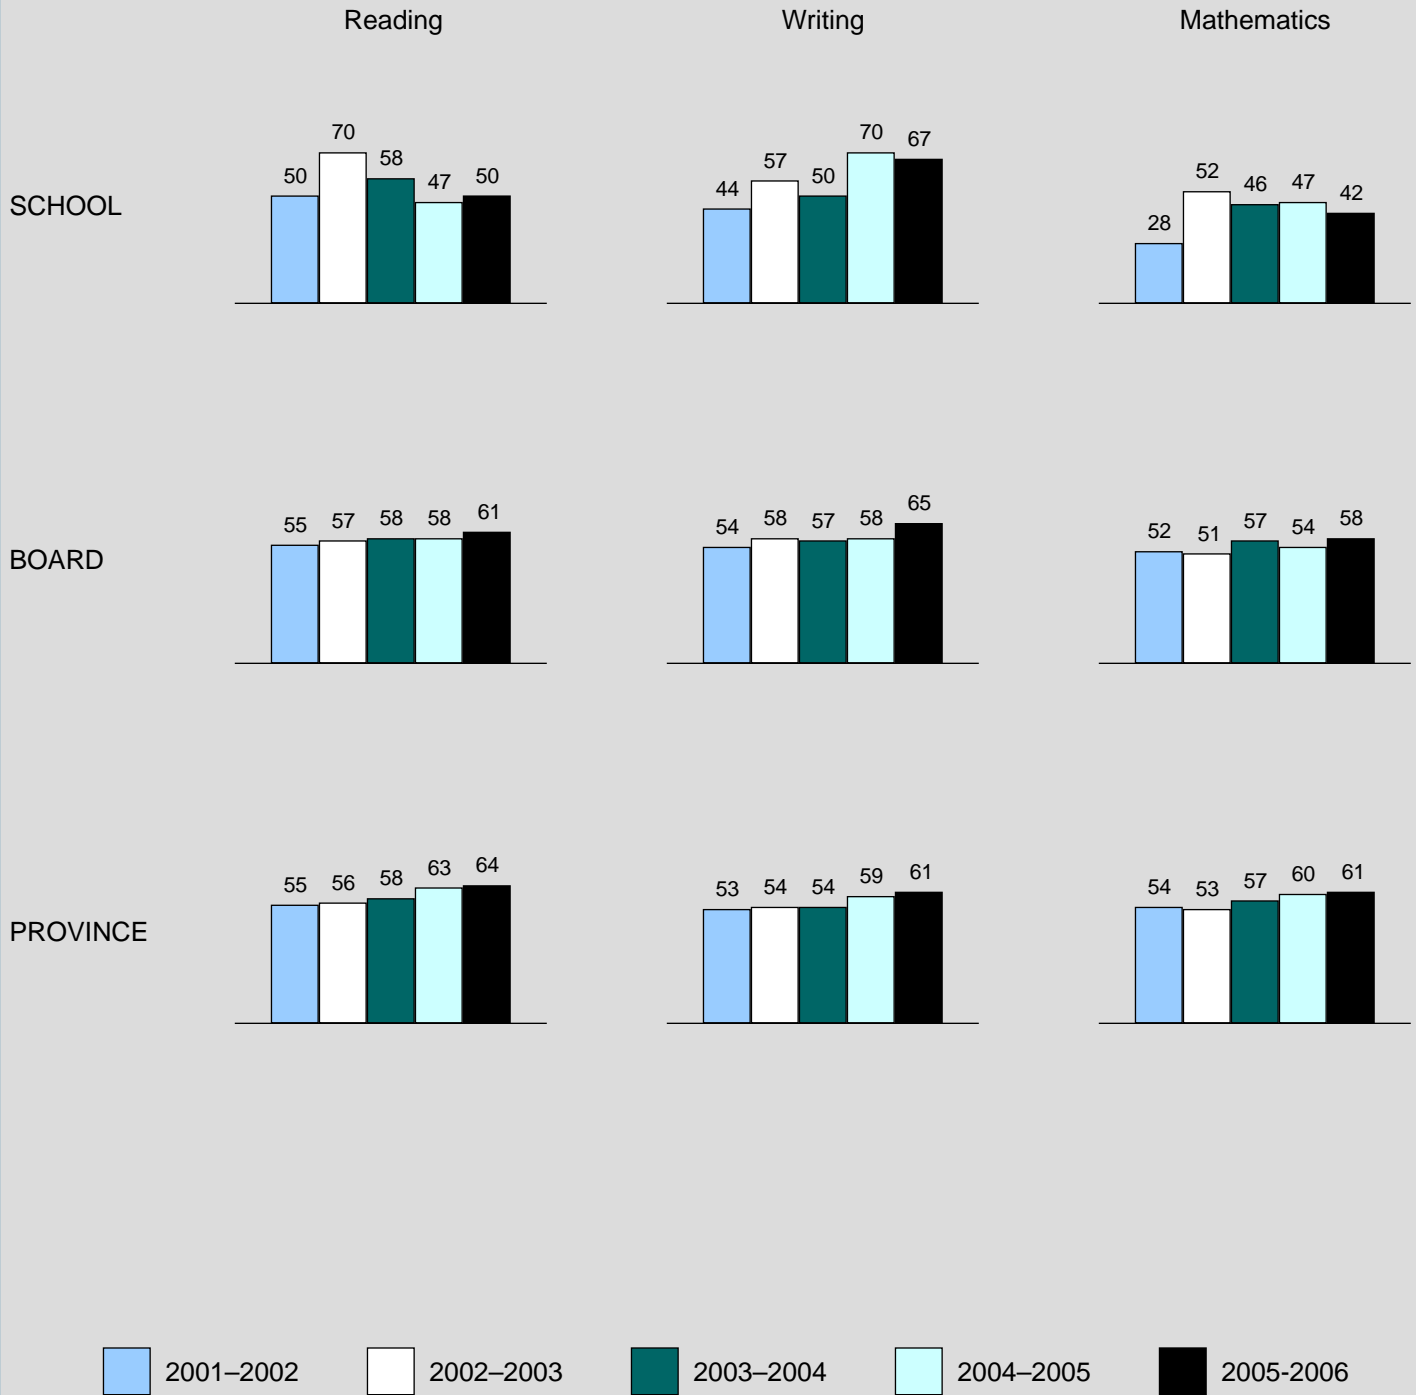 Reading Writing Mathematics
SCHOOL
50 70 58 47 50
44 57 50 70 67
28 52 46 47 42
BOARD
55 57 58 58 61
54 58 57 58 65
52 51 57 54 58
PROVINCE
55 56 58 63 64
53 54 54 59 61
54 53 57 60 61
2001–2002 2002–2003 2003–2004 2004–2005 2005-2006